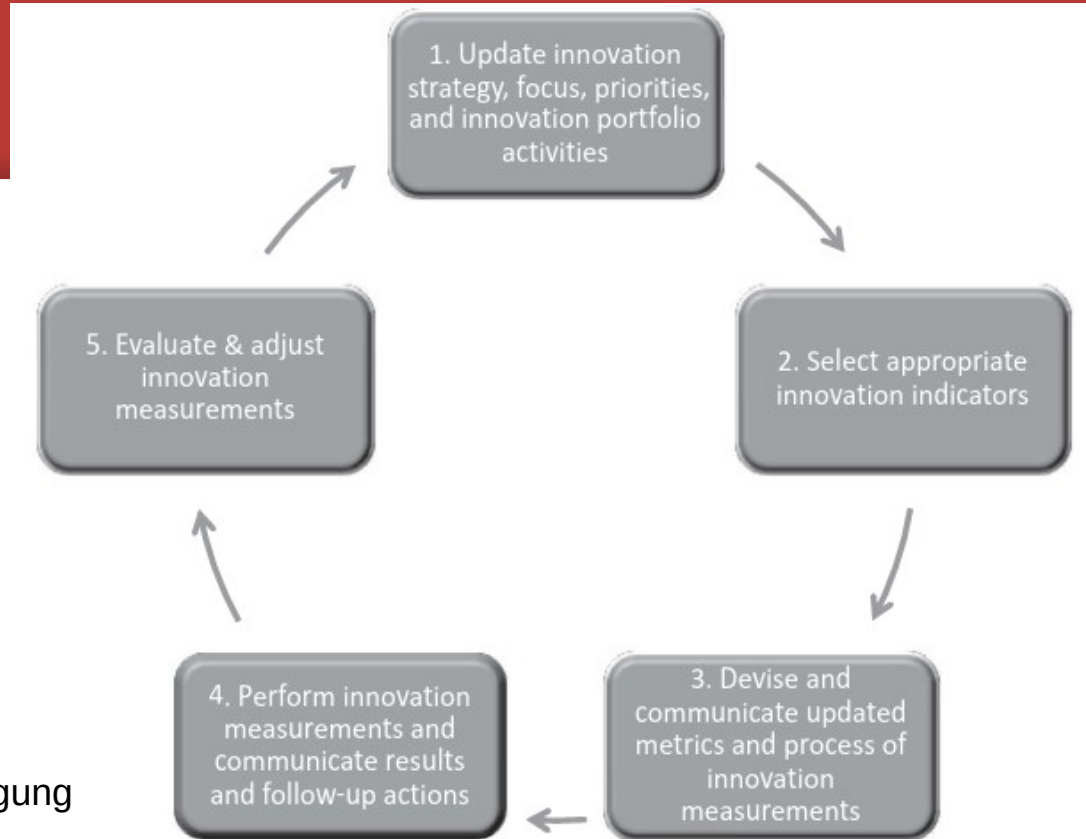 1. Update innovation
strategy, focus, priorities,
and innovation portfolio
activities
2. Select appropriate
innovation indicators
3. Devise and
communicate updated
metrics and process of
innovation
measurements
4. Perform innovation
measurements and
communicate results
and follow-up actions
5. Evaluate & adjust
innovation
measurements
gung